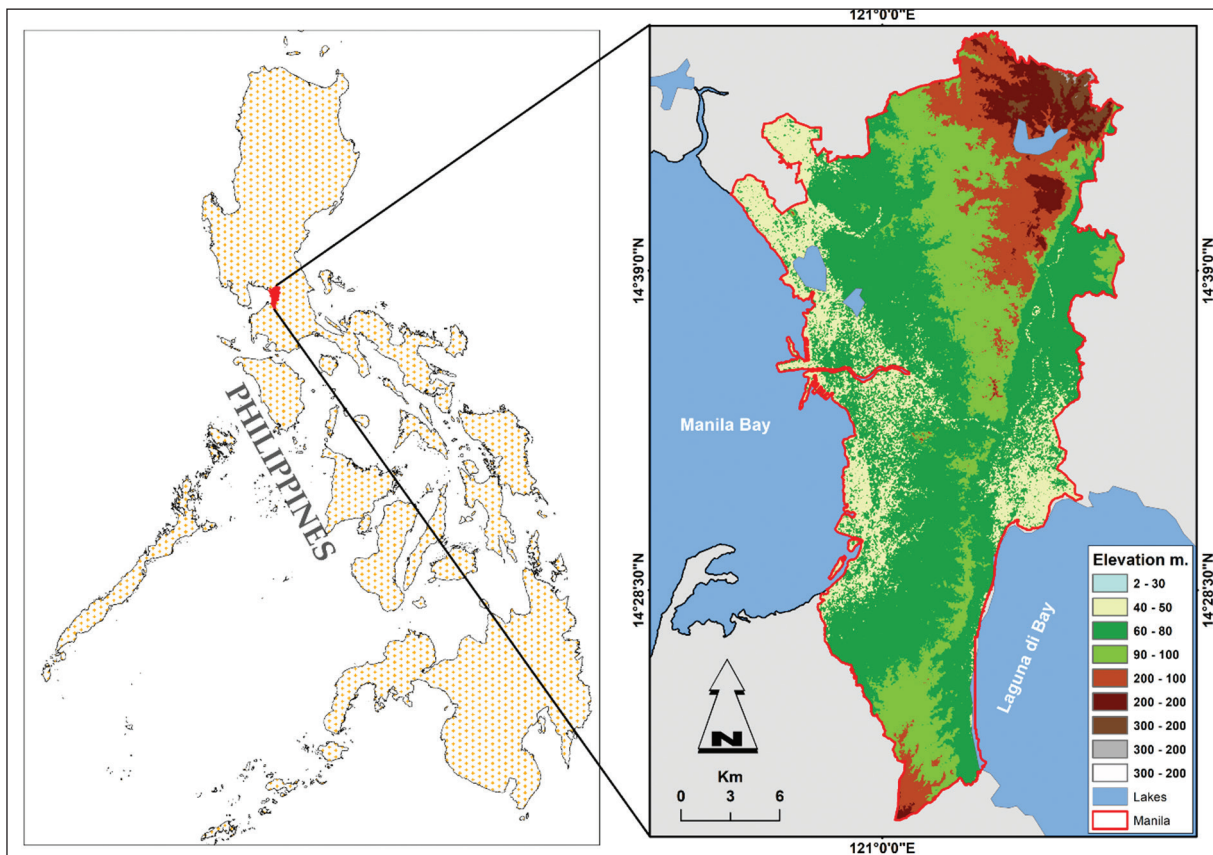 121°0'0"E
14°39'0"N
14°39'0"N
PHILIPPINES
Manila Bay
14°28'30"N
14°28'30"N
Laguna di Bay
Elevation m.
2 - 30
40 - 50
60 - 80
90 - 100
200 - 100
200 - 200
300 - 200
300 - 200
300 - 200
Lakes
Manila
N
Km
0 3 6
121°0'0"E